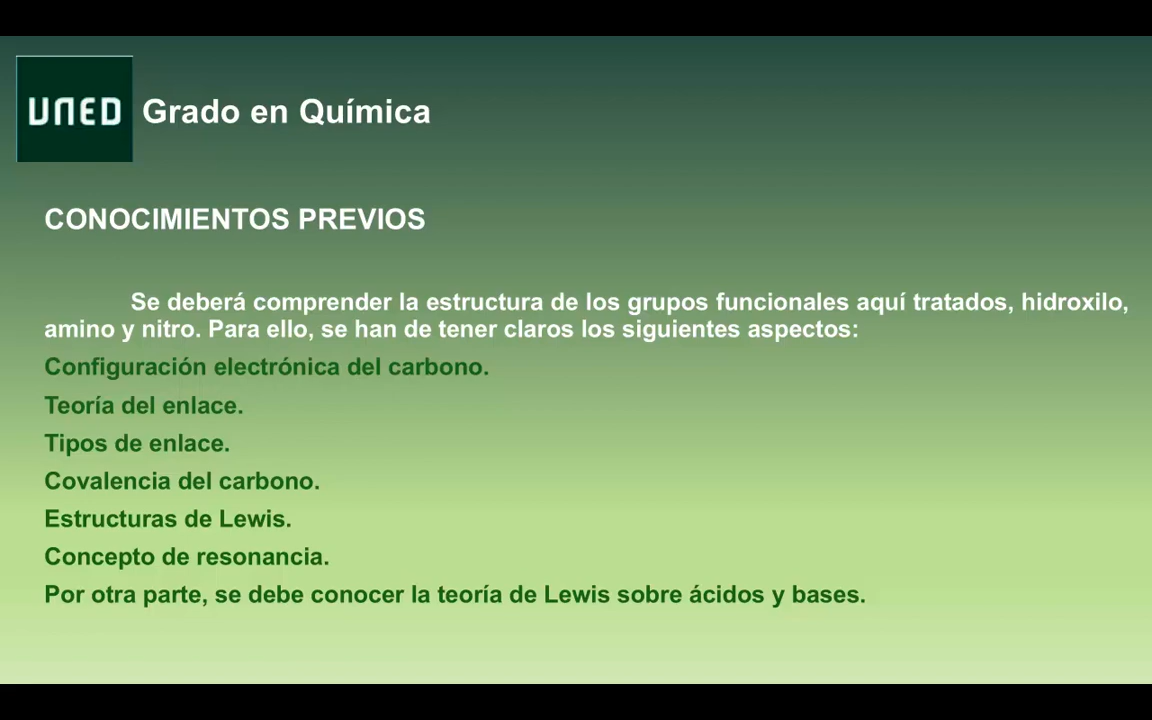 UNED
Grado en Química
CONOCIMIENTOS PREVIOS
Se deberá comprender la estructura de los grupos funcionales aquí tratados, hidroxilo,
amino y nitro. Para ello, se han de tener claros los siguientes aspectos:
Configuración electrónica del carbono.
Teoría del enlace.
Tipos de enlace.
Covalencia del carbono.
Estructuras de Lewis.
Concepto de resonancia.
Por otra parte, se debe conocer la teoría de Lewis sobre ácidos y bases.